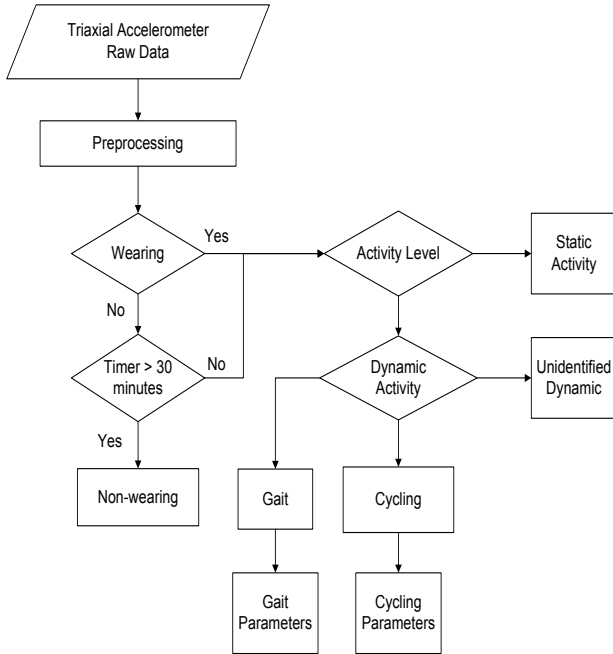 Triaxial Accelerometer
Raw Data
Preprocessing
Wearing
Yes
Activity Level
Static
Activity
No
Timer > 30
minutes
No
Dynamic
Activity
Unidentified
Dynamic
Yes
Non-wearing
Gait
Cycling
Gait
Parameters
Cycling
Parameters